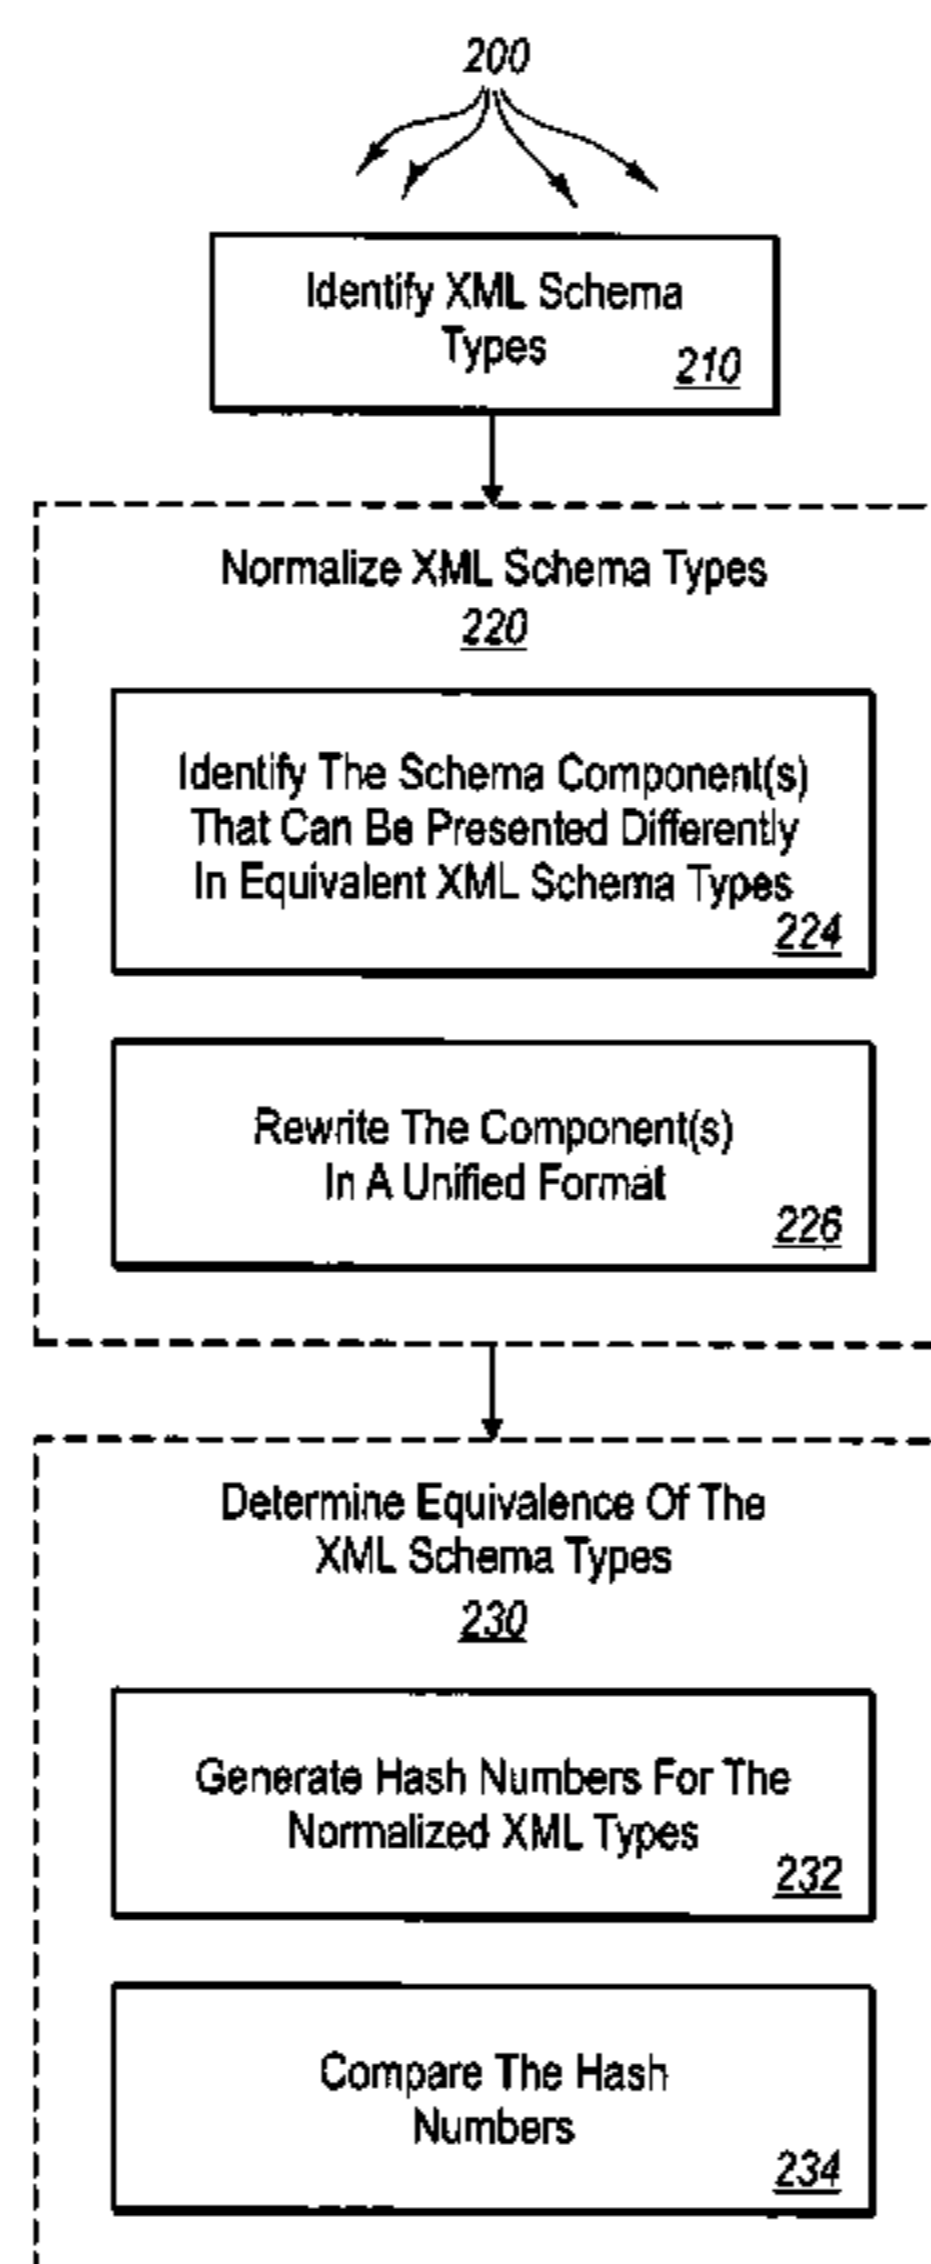 200
Identify XML Schema
Types
210
Normalize XML Schema Types
220
Identify The Schema Component(s)
That Can Be Presented Differently
In Equivalent XML Schema Types
224
Rewrite The Component(s)
In A Unified Format
226
Determine Equivalence Of The
XML Schema Types
230
Generate Hash Numbers For The
Normalized XML Types
232
Compare The Hash
Numbers
234